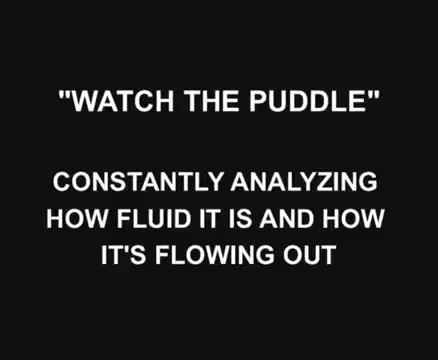 "WATCH THE PUDDLE"
CONSTANTLY ANALYZING
HOW FLUID IT IS AND HOW
IT'S FLOWING OUT